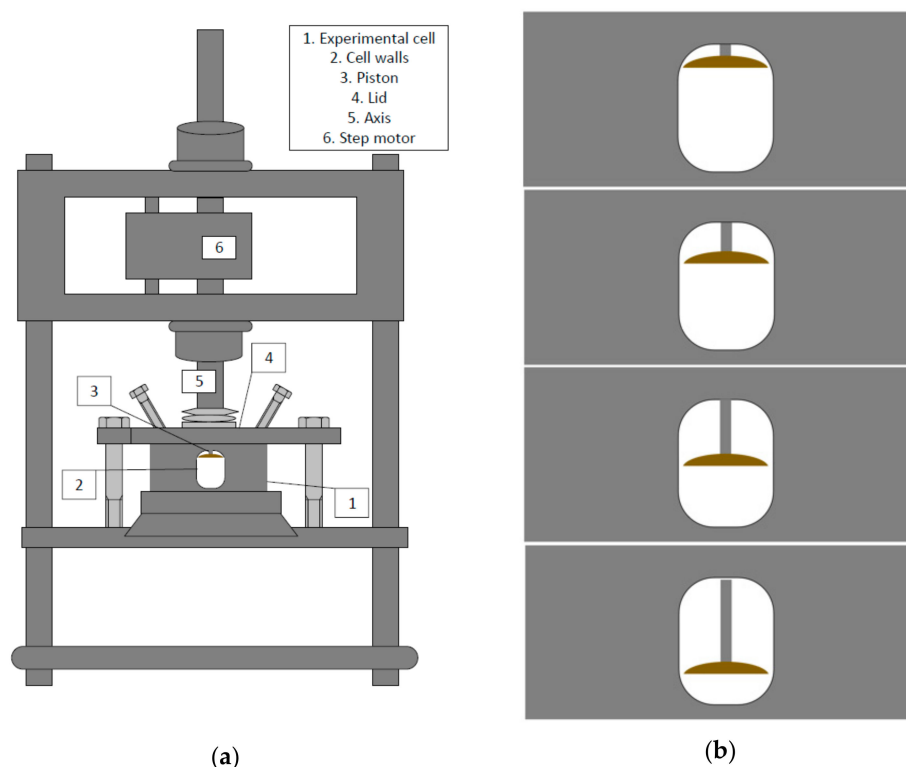 1. Experimental cell
2. Cell walls
3. Piston
4. Lid
5. Axis
6. Step motor
6
4
5
3
2
1
(a)
(b)